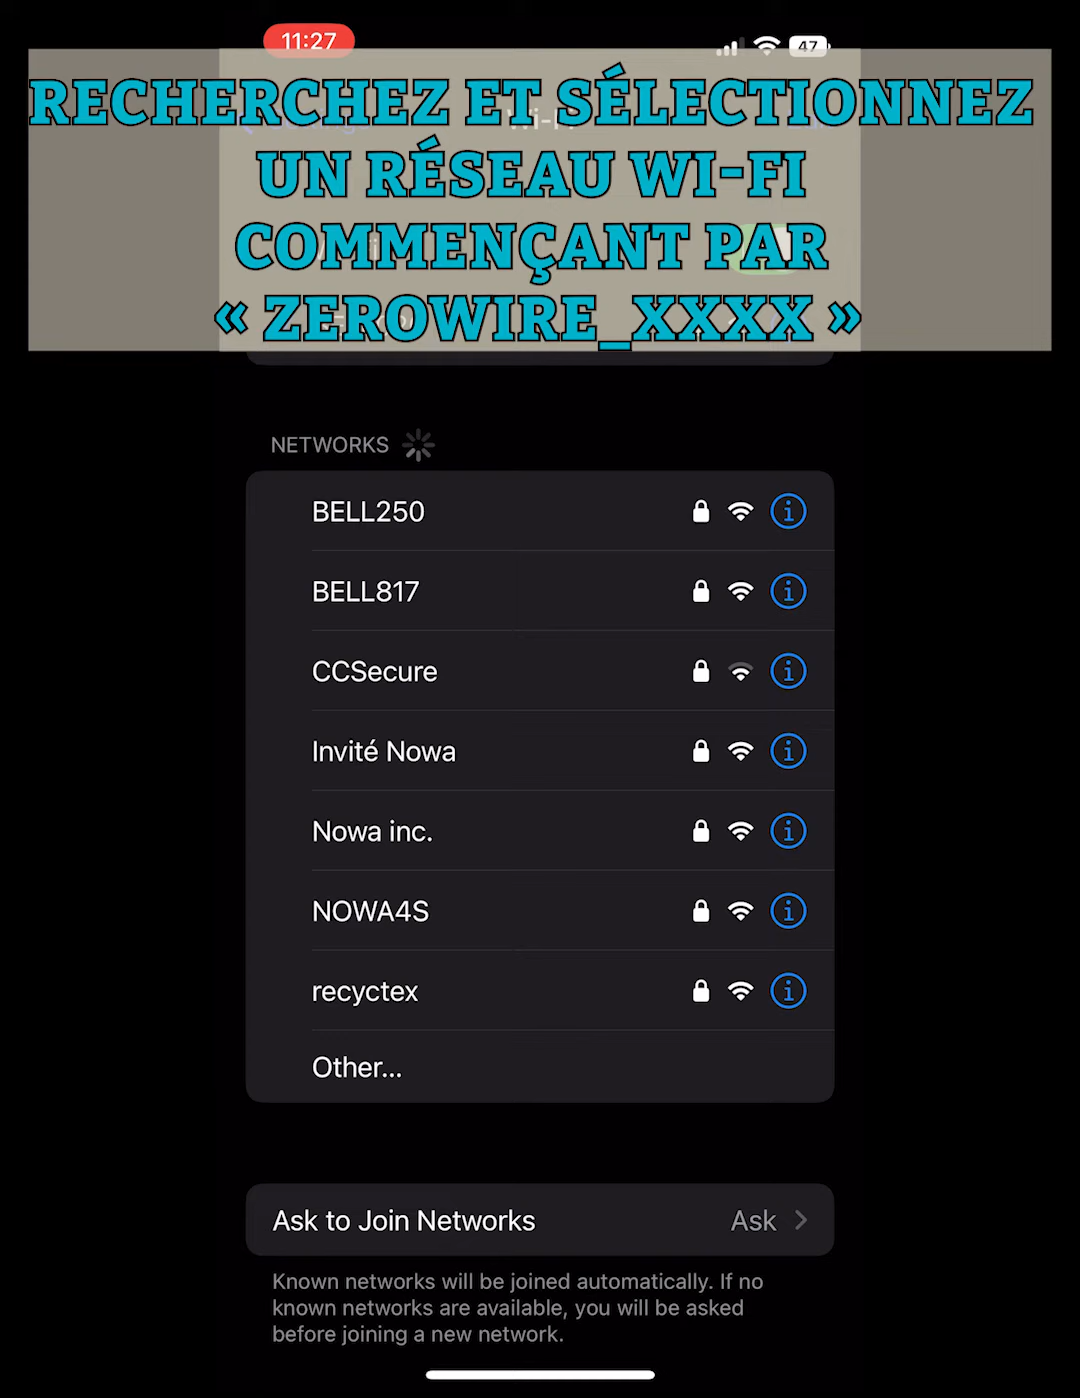 11:27
47
RECHERCHEZ ET SÉLECTIONNEZ
UN RÉSEAU WI-FI
COMMENÇANT PAR
« ZEROWIRE_XXXX »
NETWORKS
BELL250
BELL817
CCSecure
Invité Nowa
Nowa inc.
NOWA4S
recyctex
Other...
Ask to Join Networks Ask
Known networks will be joined automatically. If no
known networks are available, you will be asked
before joining a new network.